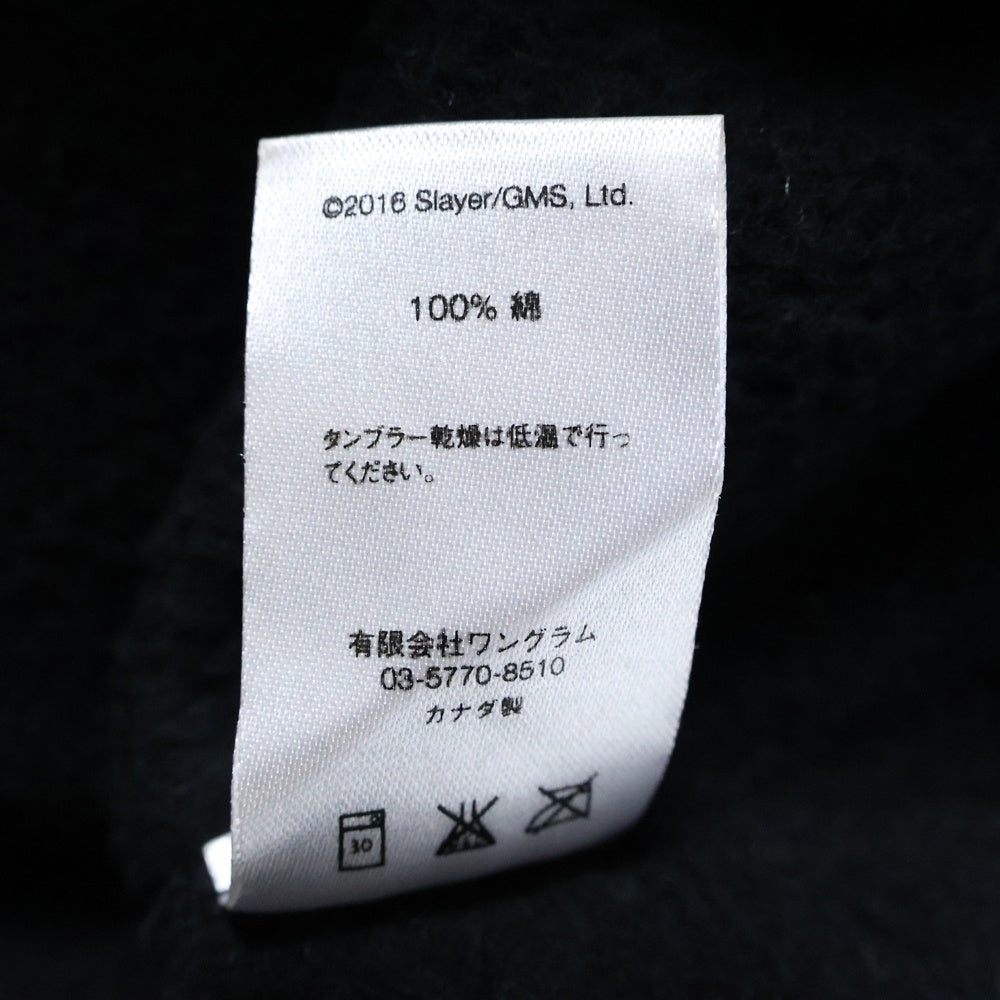 ©2016 Slayer/GMS, Ltd.
100% 綿
タンブラー乾燥は低温で行っ
てください。
有限会社ワングラム
03-5770-8510
カナダ製
30